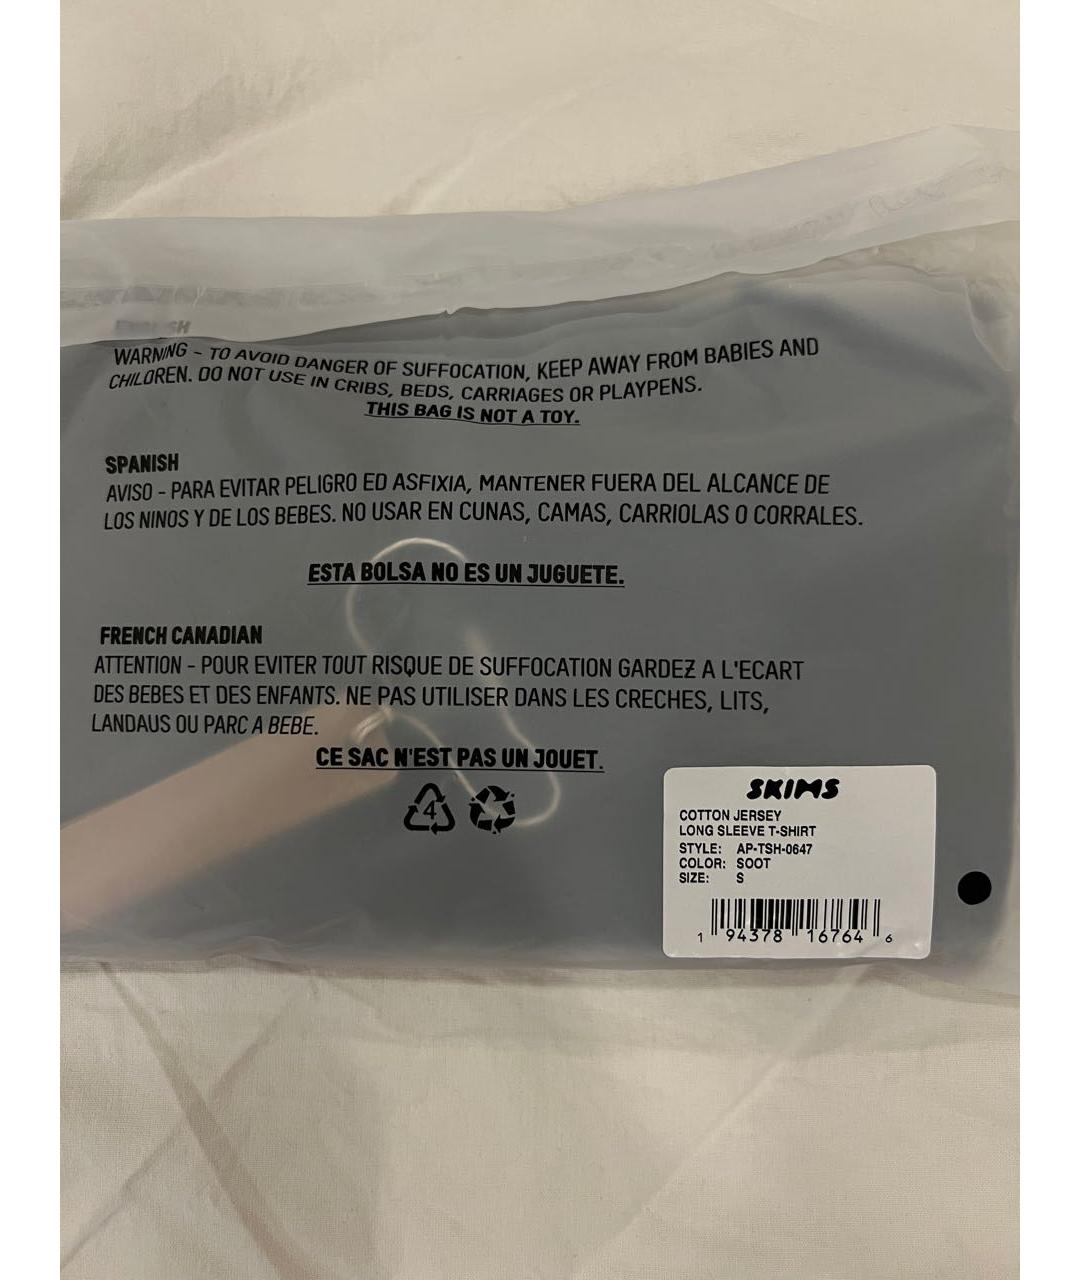 ENGLISH
WARNING - TO AVOID DANGER OF SUFFOCATION, KEEP AWAY FROM BABIES AND
CHILDREN. DO NOT USE IN CRIBS, BEDS, CARRIAGES OR PLAYPENS.
THIS BAG IS NOT A TOY.
SPANISH
AVISO - PARA EVITAR PELIGRO ED ASFIXIA, MANTENER FUERA DEL ALCANCE DE
LOS NINOS Y DE LOS BEBES. NO USAR EN CUNAS, CAMAS, CARRIOLAS O CORRALES.
ESTA BOLSA NO ES UN JUGUETE.
FRENCH CANADIAN
ATTENTION - POUR EVITER TOUT RISQUE DE SUFFOCATION GARDEZ A L'ECART
DES BEBES ET DES ENFANTS. NE PAS UTILISER DANS LES CRECHES, LITS,
LANDAUS OU PARC A BEBE.
CE SAC N'EST PAS UN JOUET.
4
SKIMS
COTTON JERSEY
LONG SLEEVE T-SHIRT
STYLE: AP-TSH-0647
COLOR: SOOT
SIZE: S
1 94378 16764 6